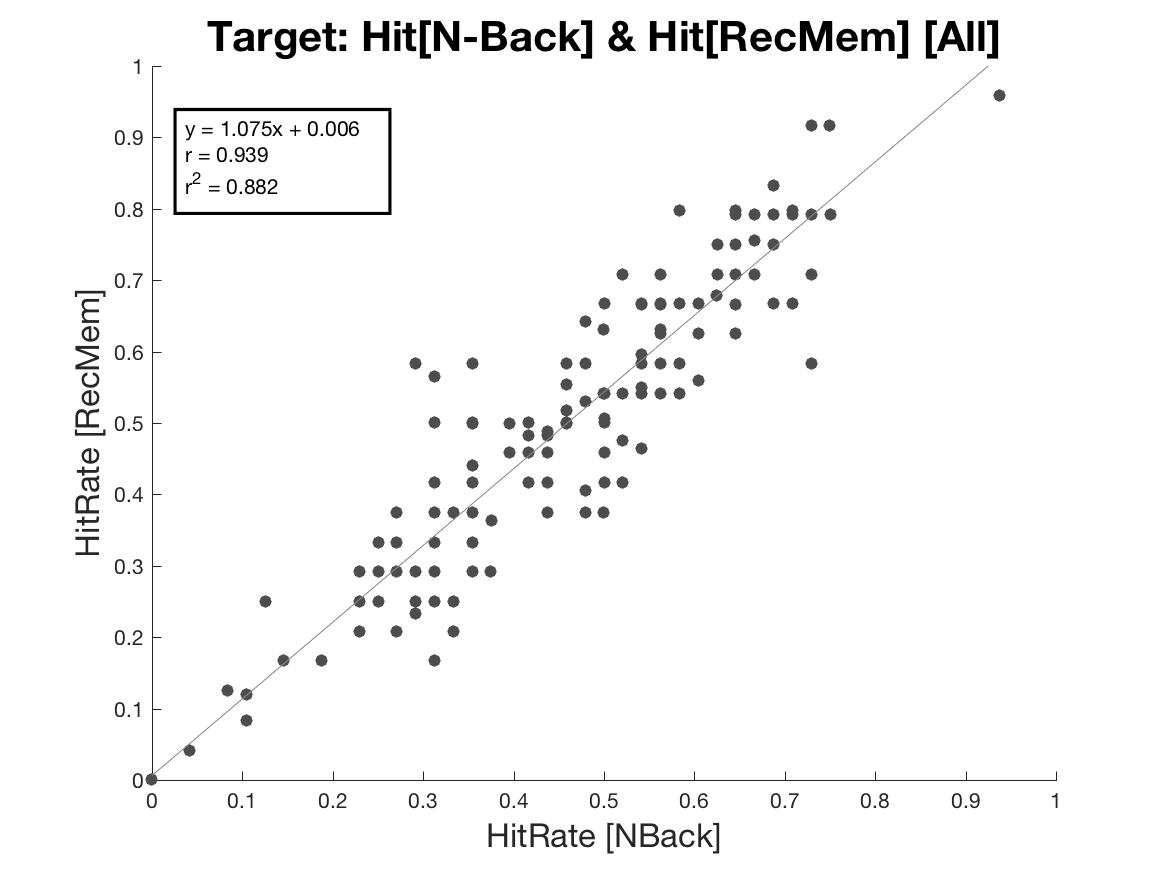 Target: Hit[N-Back] & Hit[RecMem] [All]
y = 1.075x + 0.006
r = 0.939
r² = 0.882
HitRate [RecMem]
1
0.9
0.8
0.7
0.6
0.5
0.4
0.3
0.2
0.1
0
0 0.1 0.2 0.3 0.4 0.5 0.6 0.7 0.8 0.9 1
HitRate [NBack]